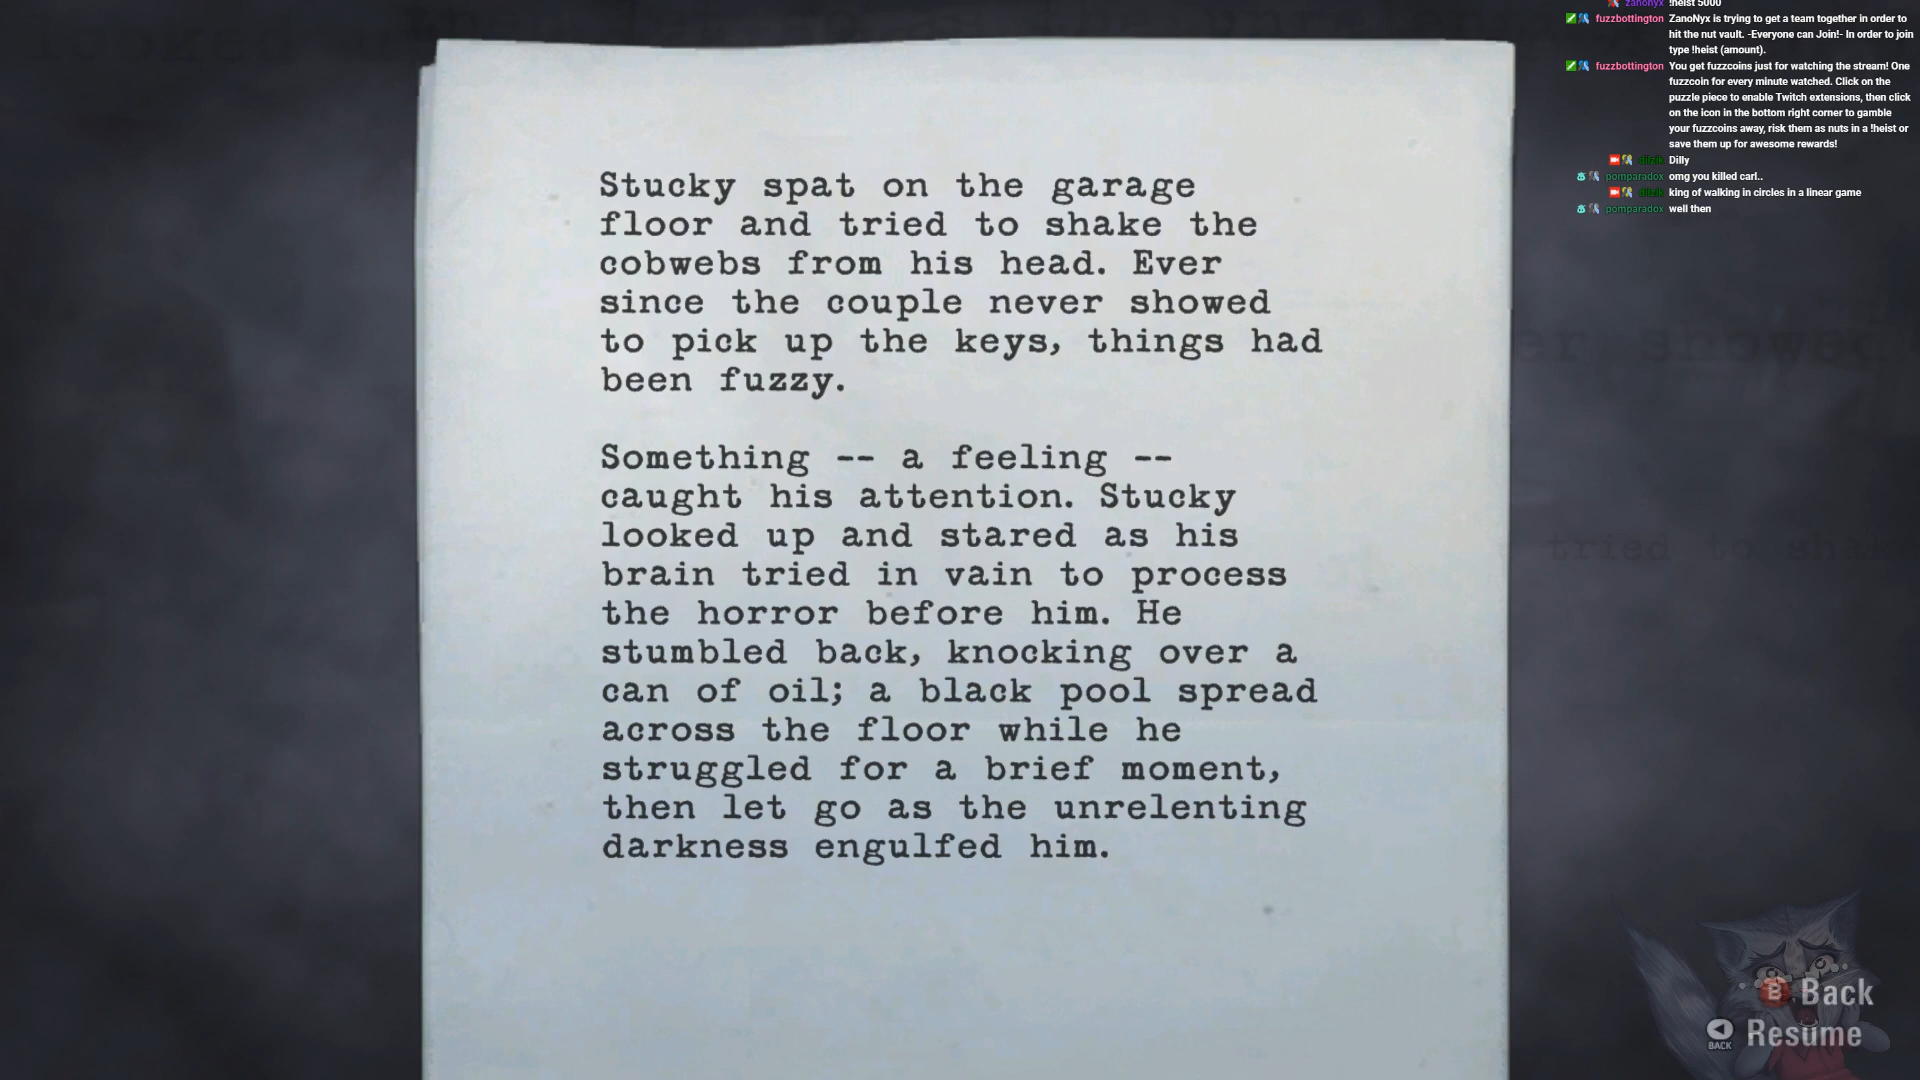 Stucky spat on the garage
floor and tried to shake the
cobwebs from his head. Ever
since the couple never showed
to pick up the keys, things had
been fuzzy.
Something -- a feeling --
caught his attention. Stucky
looked up and stared as his
brain tried in vain to process
the horror before him. He
stumbled back, knocking over a
can of oil; a black pool spread
across the floor while he
struggled for a brief moment,
then let go as the unrelenting
darkness engulfed him.
zanonyx !heist 5000
fuzzbottington ZanoNyx is trying to get a team together in order to
hit the nut vault. -Everyone can Join!- In order to join
type !heist (amount).
fuzzbottington You get fuzzcoins just for watching the stream! One
fuzzcoin for every minute watched. Click on the
puzzle piece to enable Twitch extensions, then click
on the icon in the bottom right corner to gamble
your fuzzcoins away, risk them as nuts in a !heist or
save them up for awesome rewards!
Dilly
pomparadox omg you killed carl..
king of walking in circles in a linear game
pomparadox well then
er showed
tried to shak
B Back
BACK Resume